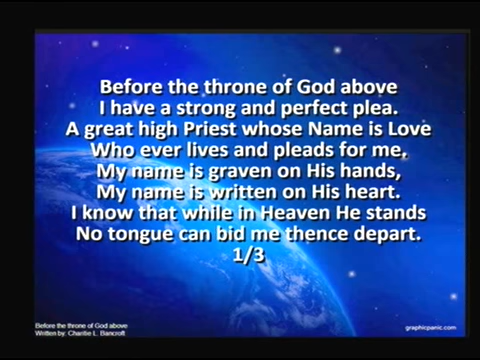 Before the throne of God above
I have a strong and perfect plea.
A great high Priest whose Name is Love
Who ever lives and pleads for me,
My name is graven on His hands,
My name is written on His heart.
I know that while in Heaven He stands
No tongue can bid me thence depart.
1/3
Before the throne of God above
Written by: Charitie L. Bancroft
graphicpanic.com